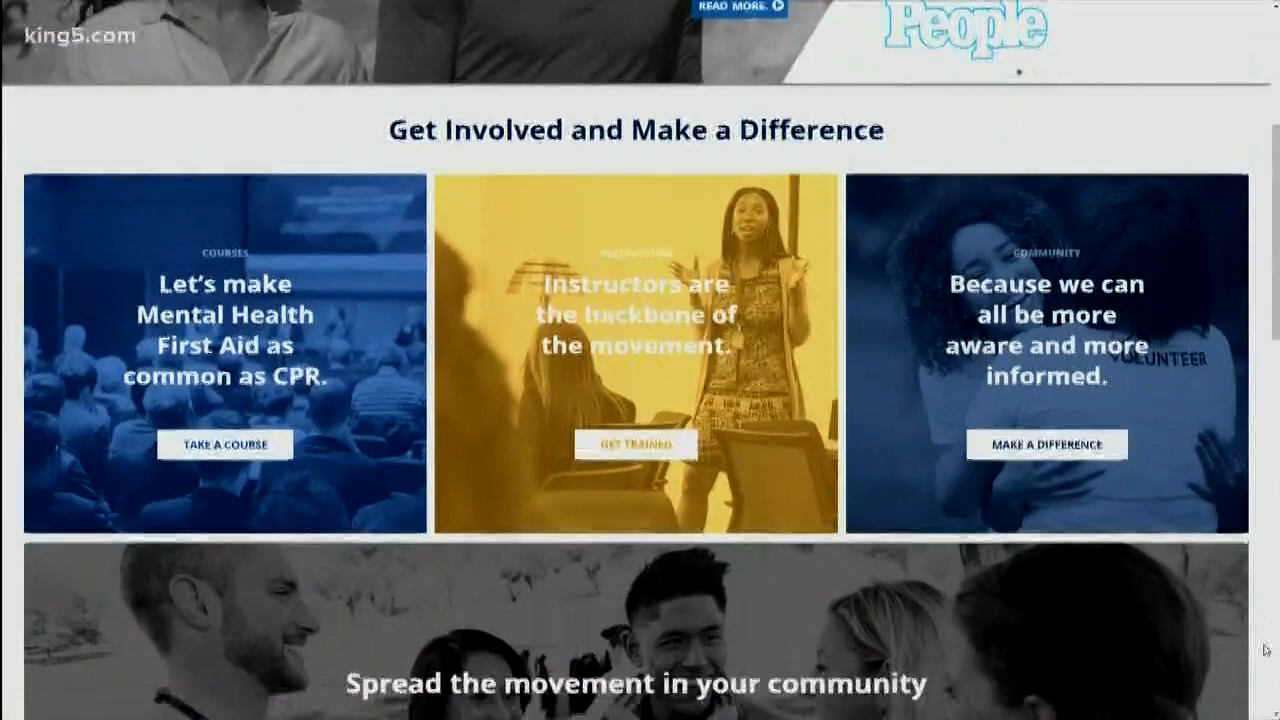 READ MORE
People
king5.com
Get Involved and Make a Difference
COURSES
Let's make
Mental Health
First Aid as
common as CPR.
TAKE A COURSE
Instructors are
the backbone of
the movement.
GET TRAINED
COMMUNITY
Because we can
all be more
aware and more
informed.
VOLUNTEER
MAKE A DIFFERENCE
Spread the movement in your community